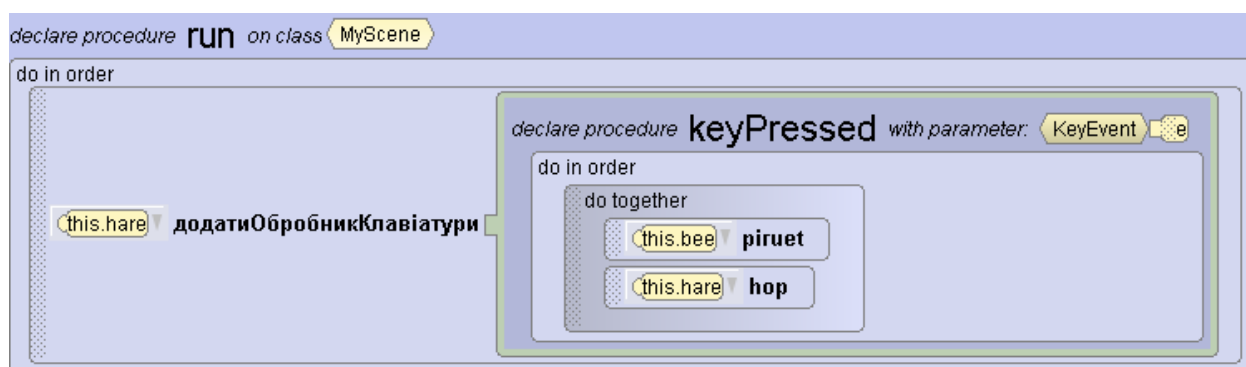 declare procedure run on class MyScene
do in order
declare procedure keyPressed with parameter: KeyEvent e
do in order
do together
this.hare додатиОбробникКлавіатури
this.bee piruet
this.hare hop